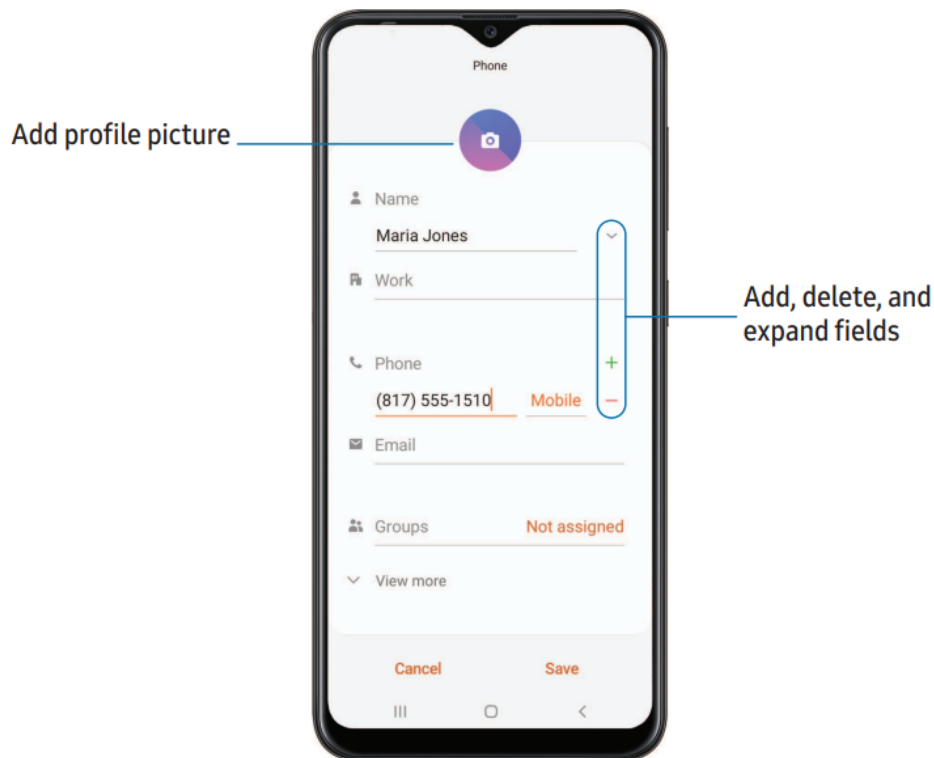 Phone
Add profile picture
Name
Maria Jones
Work
Add, delete, and
expand fields
Phone
(817) 555-1510 Mobile
Email
Groups Not assigned
View more
Cancel Save